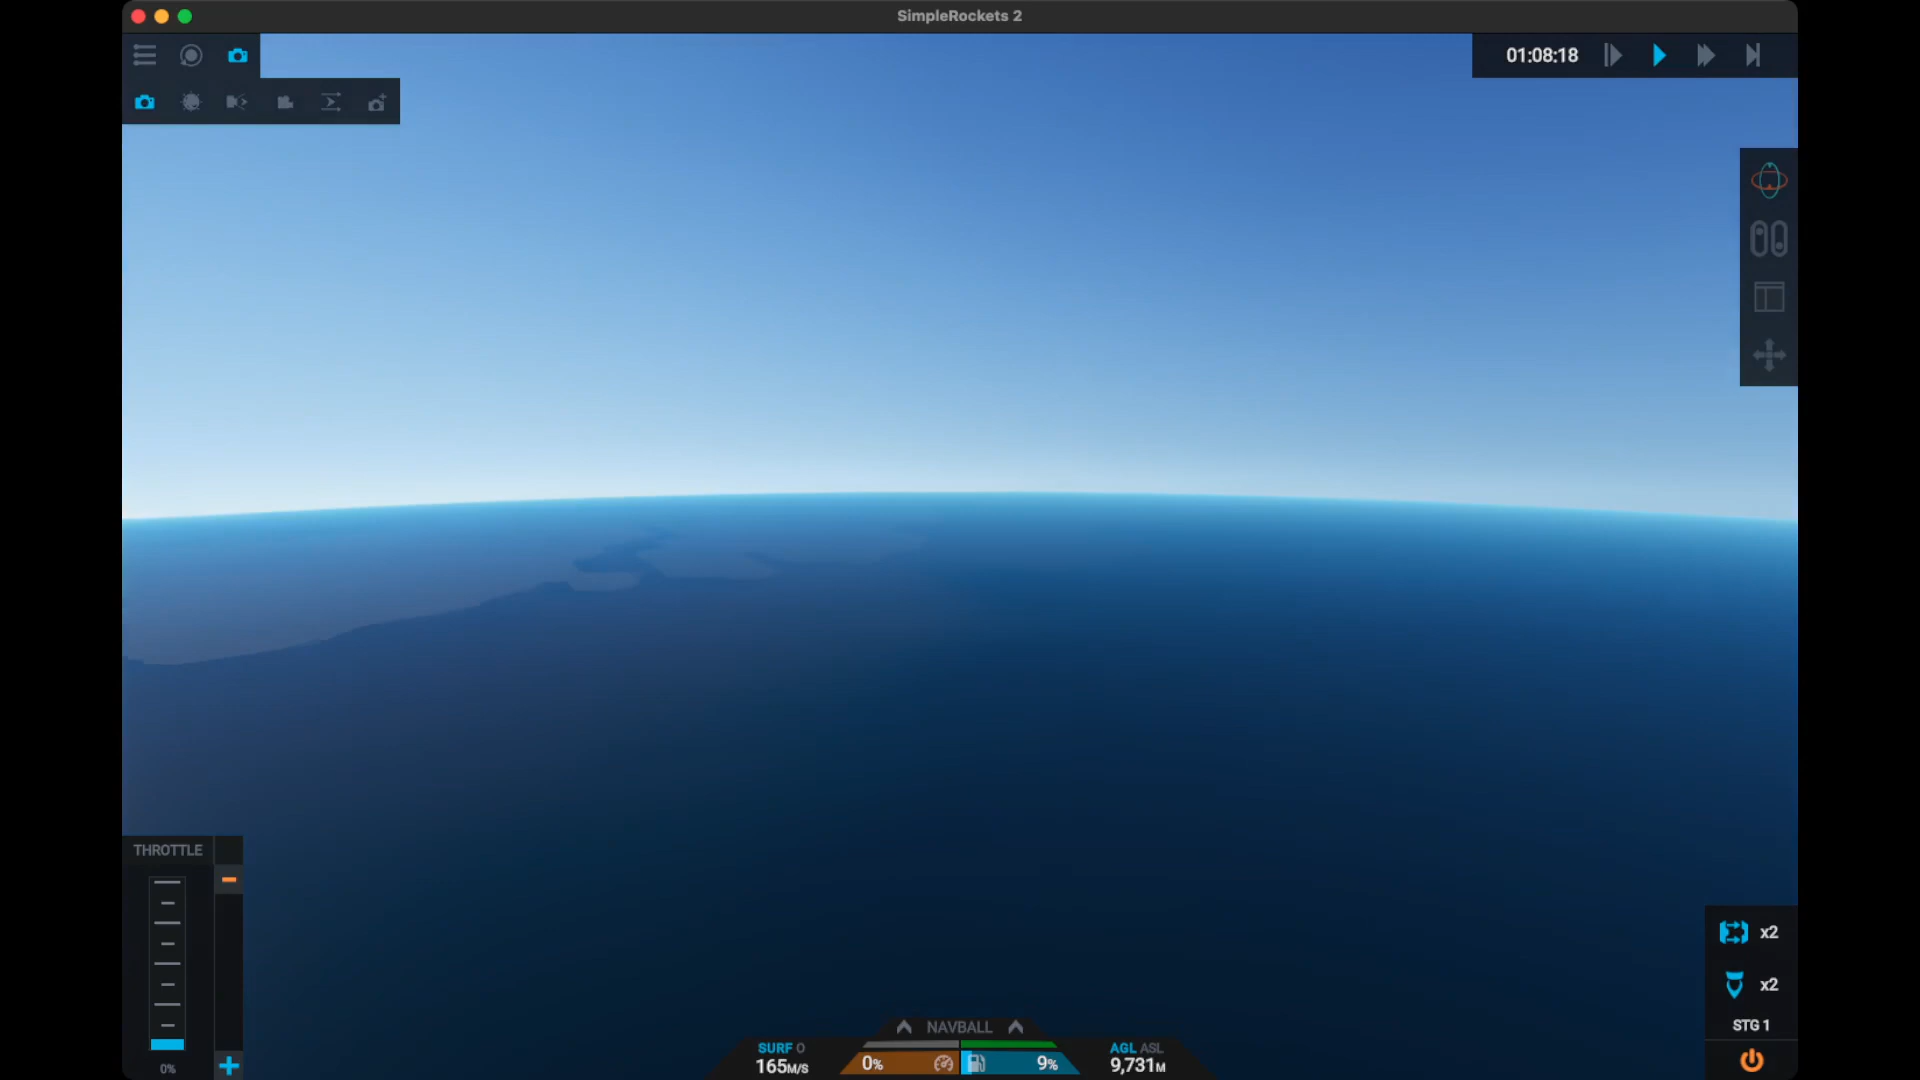 SimpleRockets 2
01:08:18
THROTTLE
0%
x2
x2
STG 1
NAVBALL
SURF O
165M/S
0%
9%
AGL ASL
9,731M